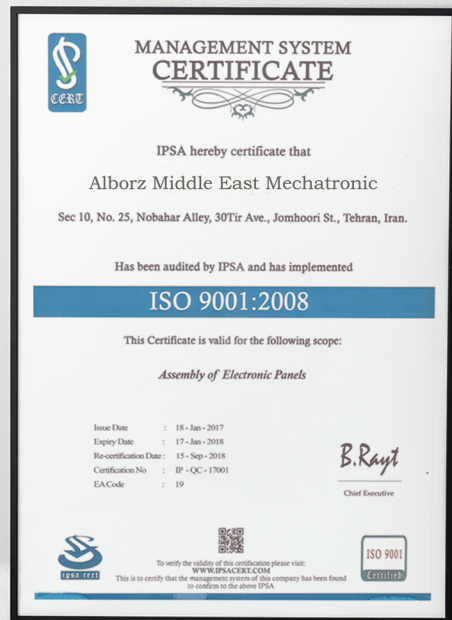 CERT
MANAGEMENT SYSTEM
CERTIFICATE
IPSA hereby certificate that
Alborz Middle East Mechatronic
Sec 10, No. 25, Nobahar Alley, 30Tir Ave., Jomhoori St., Tehran, Iran.
Has been audited by IPSA and has implemented
ISO 9001:2008
This Certificate is valid for the following scope:
Assembly of Electronic Panels
Issue Date : 18 - Jan - 2017
Expiry Date : 17 - Jan - 2018
Re-certification Date : 15 - Sep - 2018
Certification No : IP - QC - 17001
EA Code : 19
B.Rayt
Chief Executive
ipsa cert
To verify the validity of this certifacation please visit:
WWW.IPSACERT.COM
This is to certify that the management system of this company has been found
to confirm to the above IPSA
ISO 9001
Certified